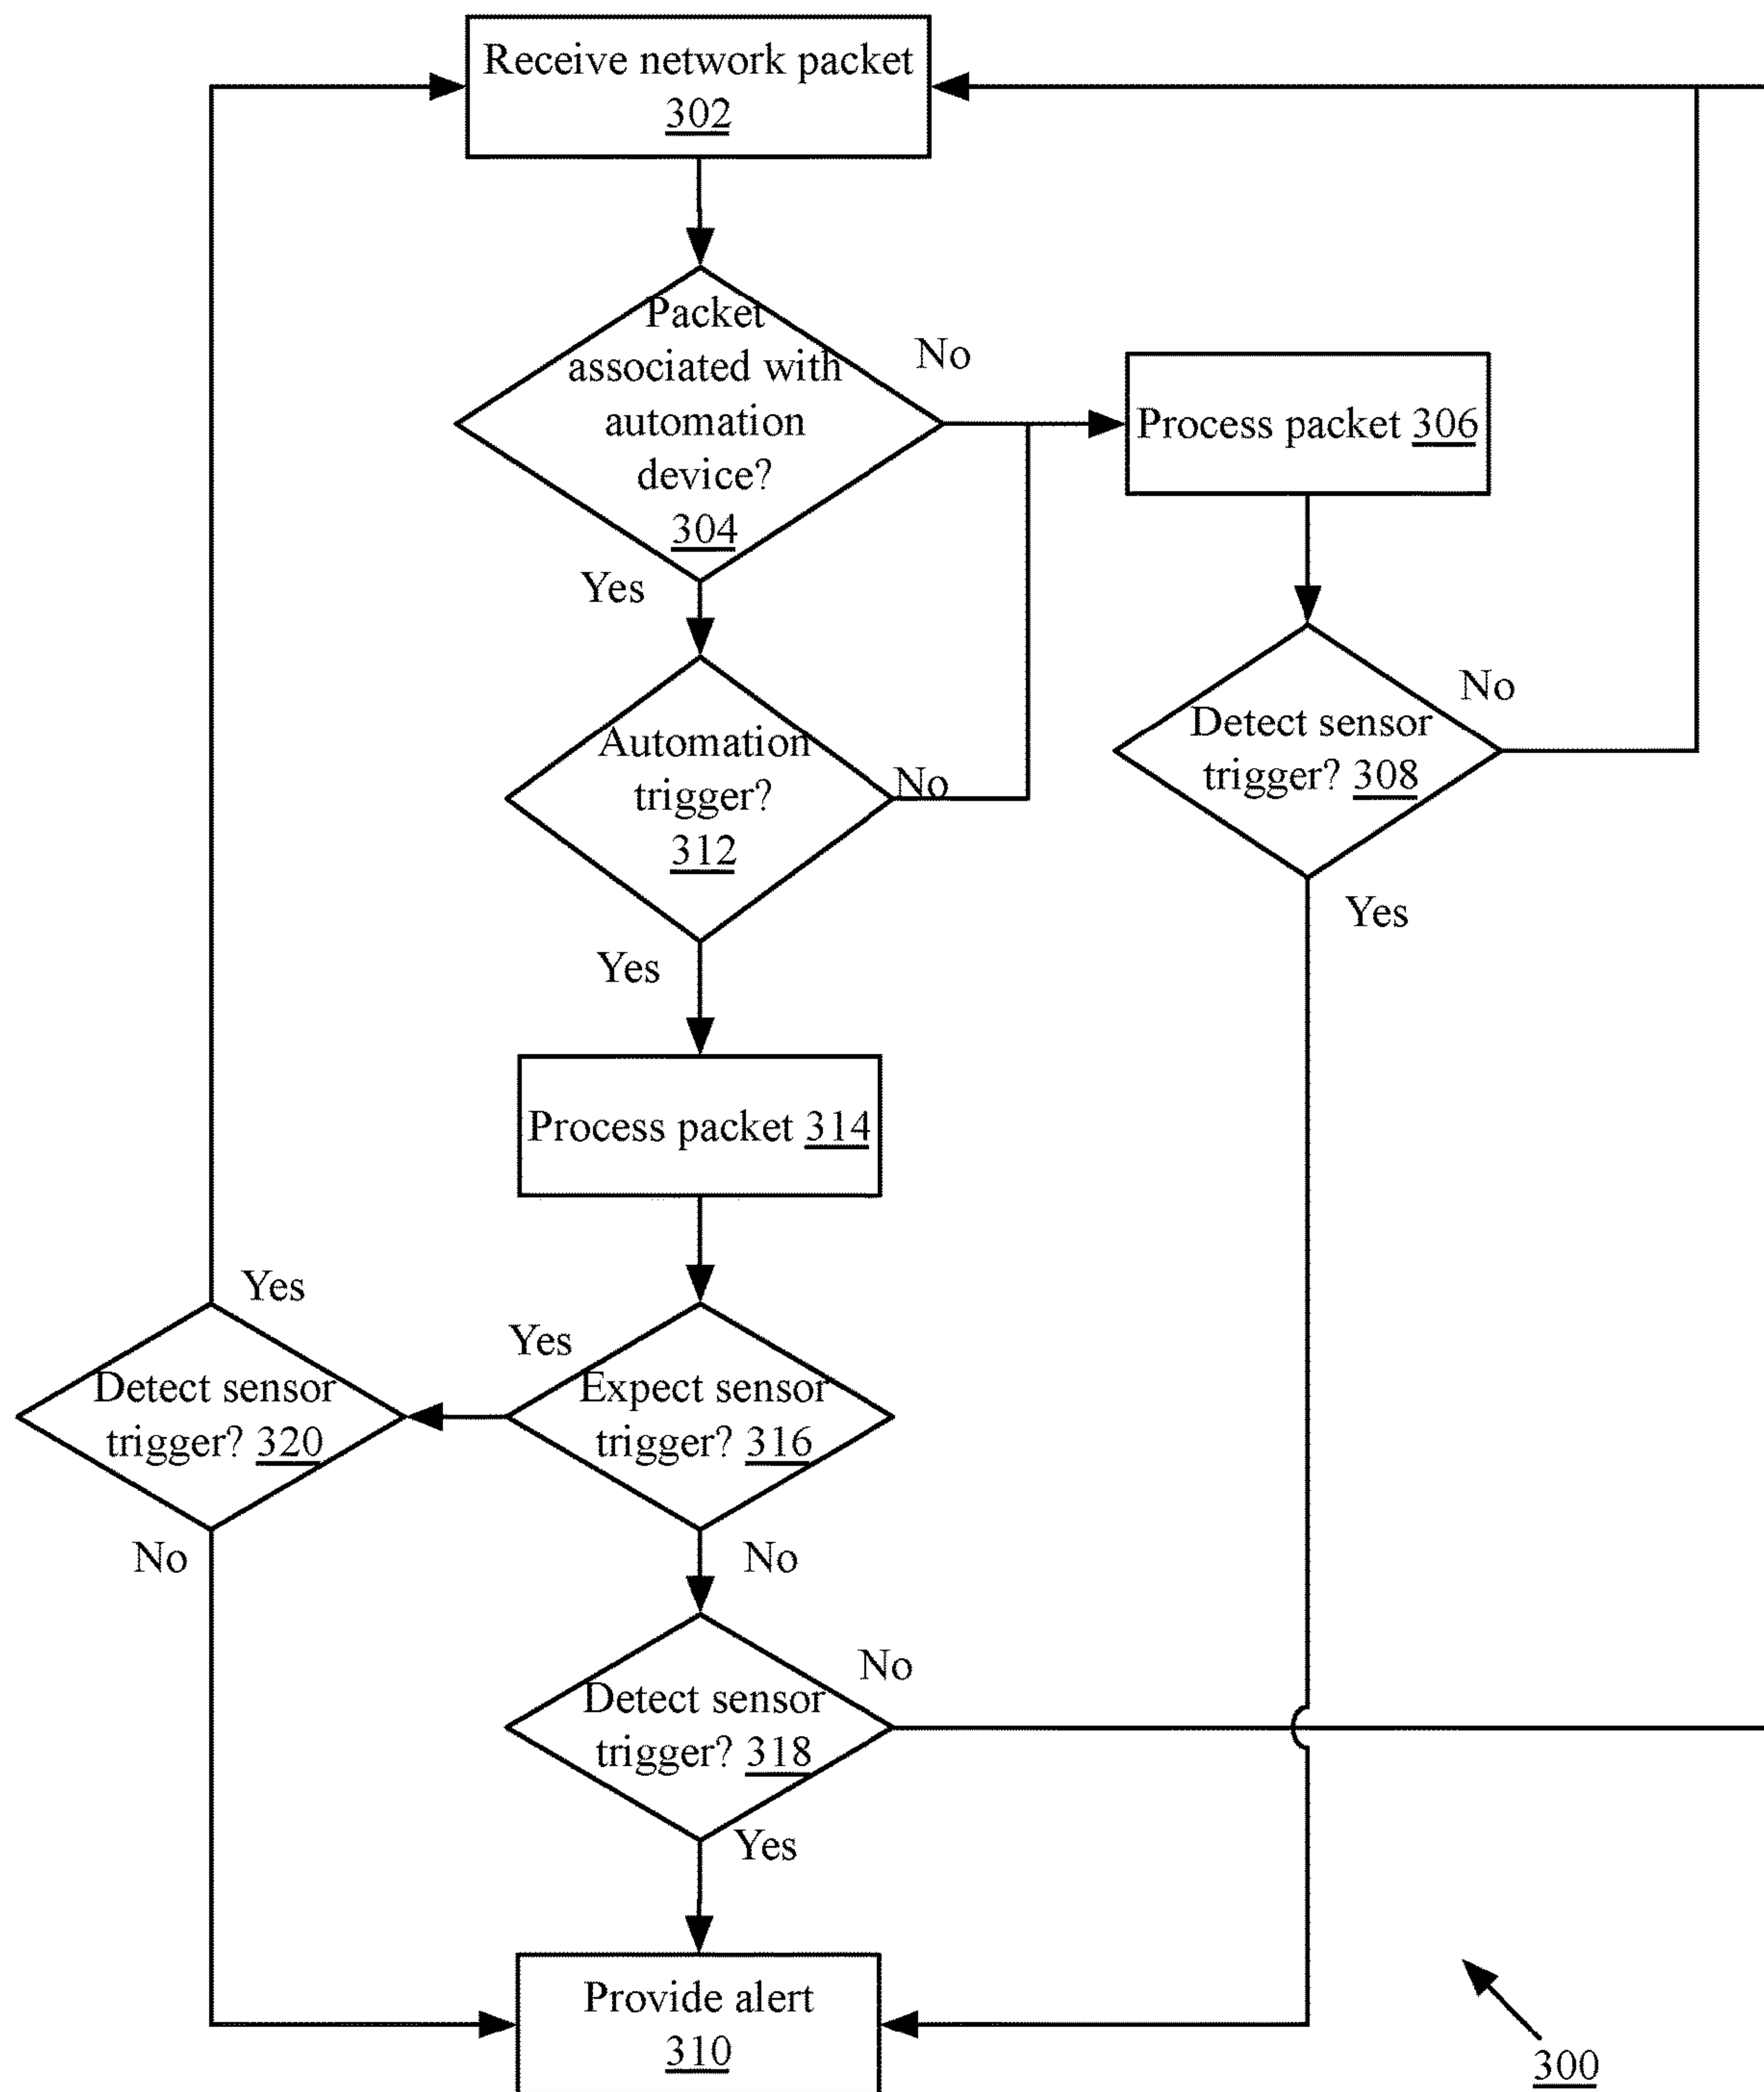 Receive network packet
302
Packet
associated with
automation
device?
304
No
Process packet 306
Yes
Automation
trigger?
312
No
Detect sensor
trigger? 308
No
Yes
Yes
Process packet 314
Yes
Detect sensor
trigger? 320
Yes
Expect sensor
trigger? 316
No
No
Detect sensor
trigger? 318
No
Yes
Provide alert
310
300